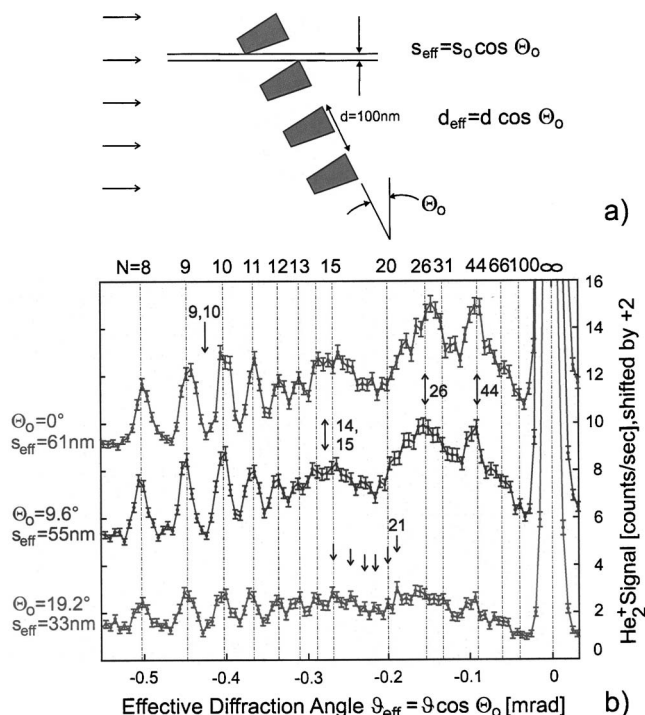 s_eff=s_o cos Θ_o
d=100nm
d_eff=d cos Θ_o
Θ_o
a)
N=8 9 10 11 12 13 15 20 26 31 44 66 100 ∞
9,10
16
14
12
10
8
6
4
2
0
26
44
Θ_o=0°
s_eff=61nm
14,
15
Θ_o=9.6°
s_eff=55nm
21
Θ_o=19.2°
s_eff=33nm
He₂⁺Signal [counts/sec],shifted by +2
-0.5 -0.4 -0.3 -0.2 -0.1 0
Effective Diffraction Angle ϑ_eff=ϑcos Θ_o [mrad]
b)